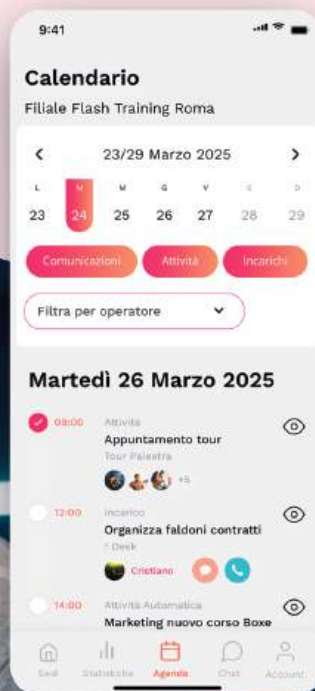 9:41
Calendario
Filiale Flash Training Roma
23/29 Marzo 2025
L M M G V S D
23 24 25 26 27 28 29
Comunicazioni Attività Incarichi
Filtra per operatore
Martedì 26 Marzo 2025
09:00 Attività
Appuntamento tour
Tour Palestra
+5
12:00 Incarico
Organizza faldoni contratti
Desk
Cristiano
14:00 Attività Automatica
Marketing nuovo corso Boxe
Sedi Statistiche Agenda Chat Account